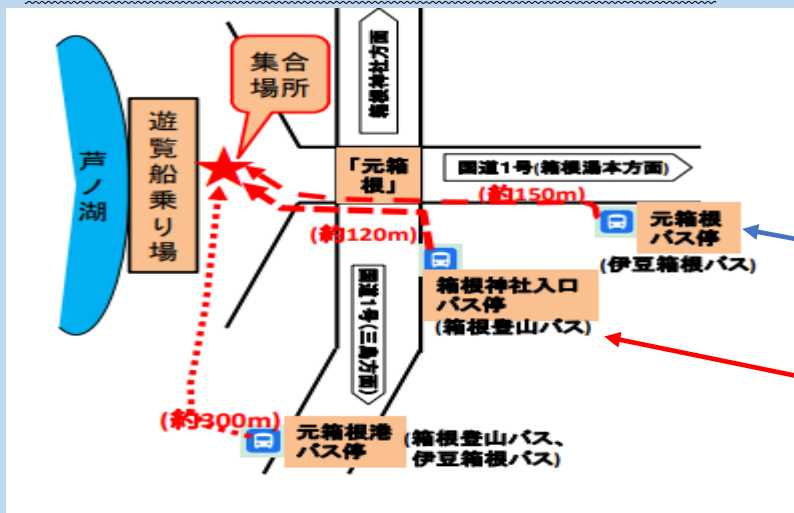 箱根神社方面
集合
場所
遊覧船乗り場
芦ノ湖
「元箱
根」
国道1号(箱根湯本方面)
(約150m)
元箱根
バス停
(伊豆箱根バス)
(約120m)
箱根神社入口
バス停
(箱根登山バス)
国道1号(三島方面)
(約300m)
元箱根港
バス停
(箱根登山バス、
伊豆箱根バス)